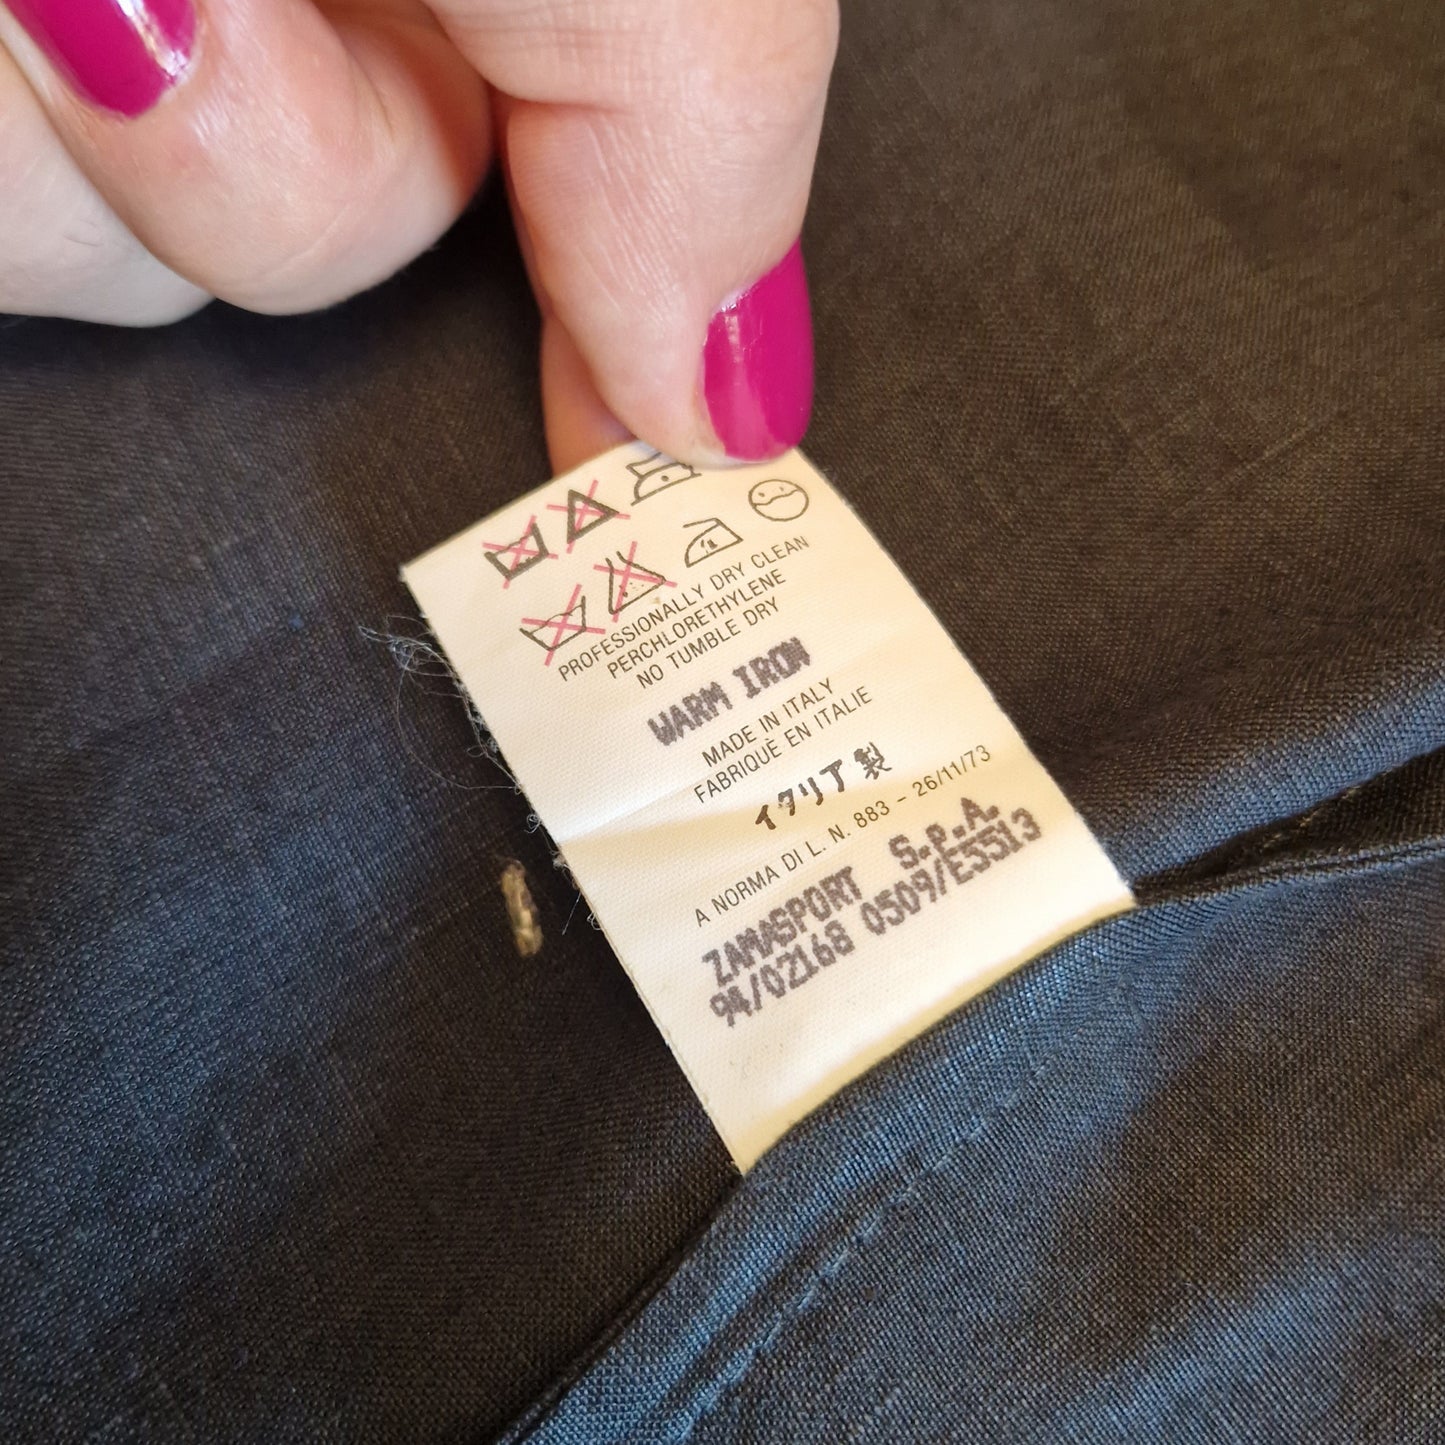 PROFESSIONALLY DRY CLEAN
PERCHLORETHYLENE
NO TUMBLE DRY
WARM IRON
MADE IN ITALY
FABRIQUE EN ITALIE
イタリア製
A NORMA DI L. N. 883 - 26/11/73
ZAMASPORT S.p.A.
94/02168 0509/E5513